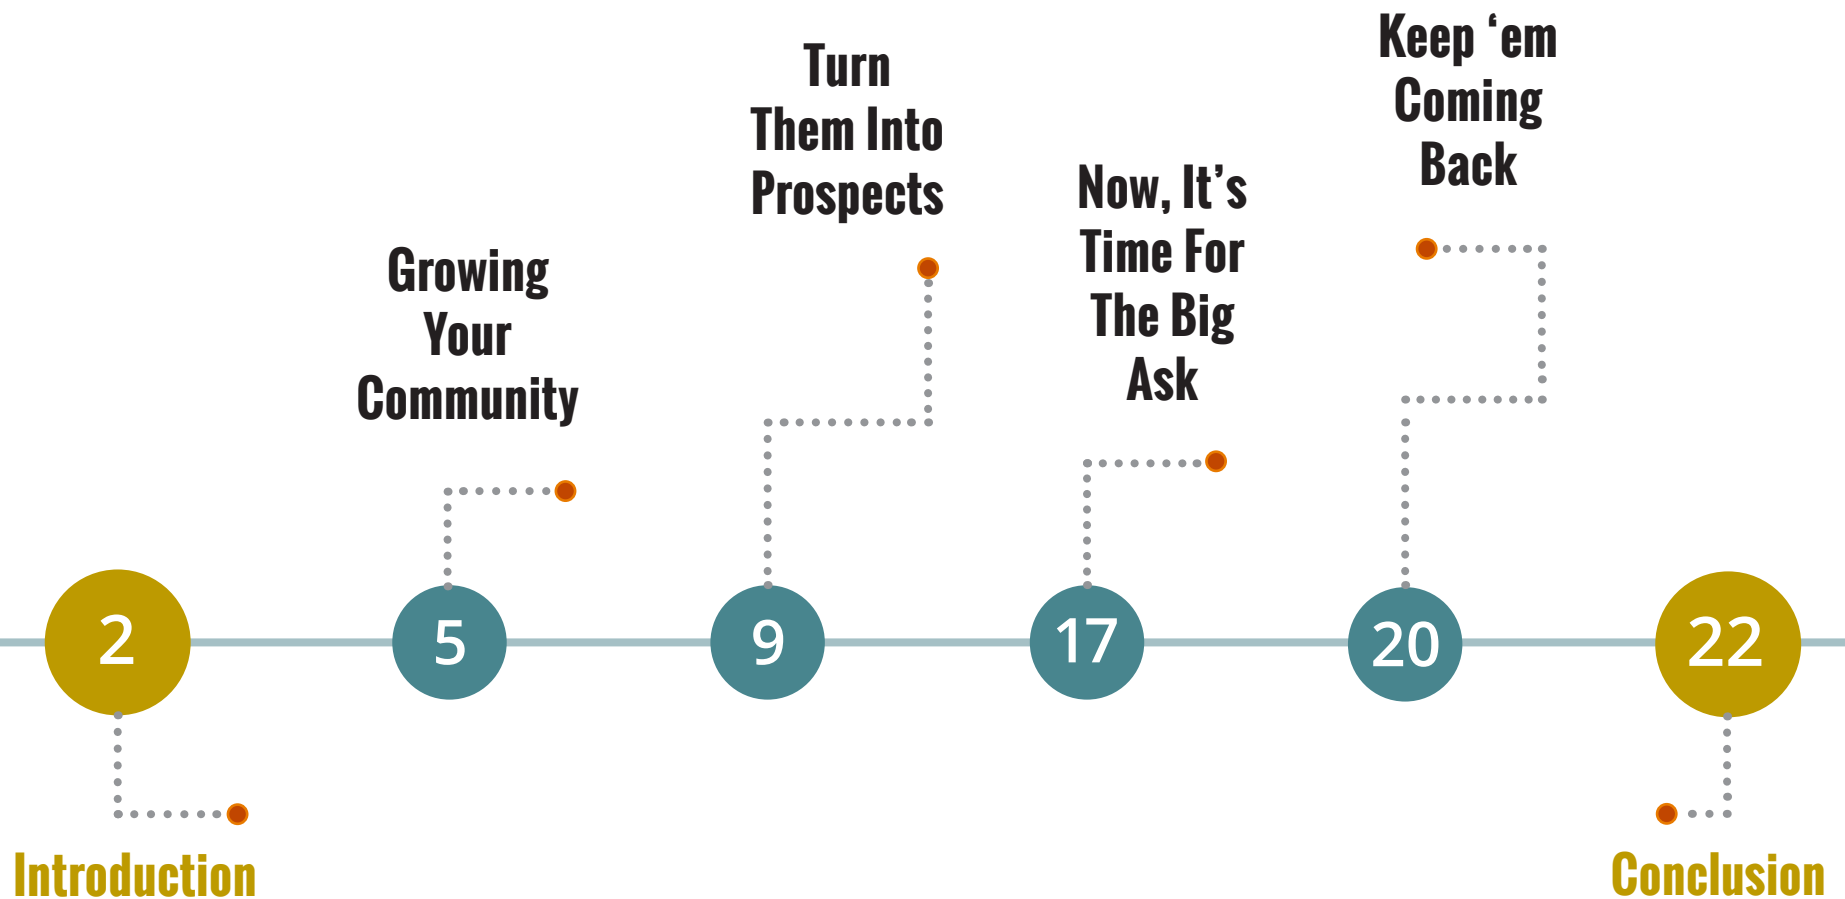 Introduction
2
Growing
Your
Community
5
Turn
Them Into
Prospects
9
Now, It’s
Time For
The Big
Ask
17
Keep ‘em
Coming
Back
20
22
Conclusion